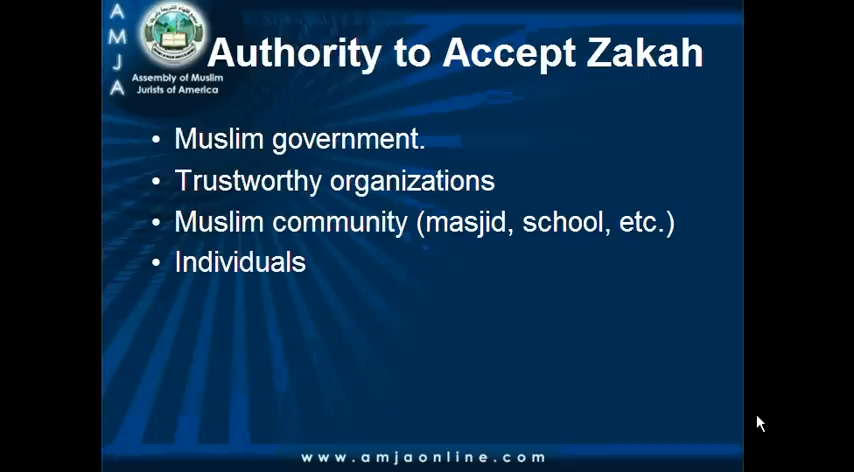 A
M
J
A
Assembly of Muslim
Jurists of America
Authority to Accept Zakah
• Muslim government.
• Trustworthy organizations
• Muslim community (masjid, school, etc.)
• Individuals
www.amjaonline.com